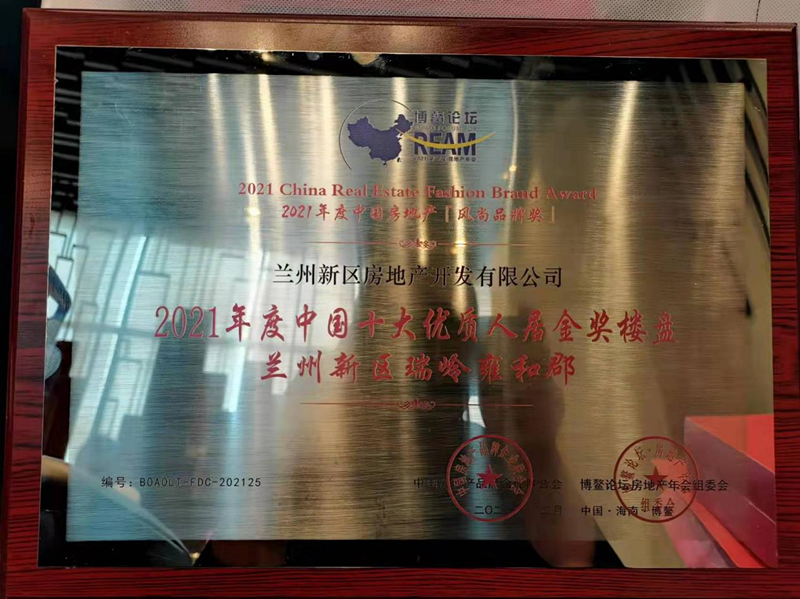 博鳌论坛
REAM
2021 China Real Estate Fashion Brand Award
2021年度中国房地产｜风尚品牌奖｜
兰州新区房地产开发有限公司
2021年度中国十大优质人居金奖楼盘
兰州新区瑞岭雍和郡
编号：BOAOLT-FDC-202125
博鳌论坛房地产年会组委会
中国·海南·博鳌